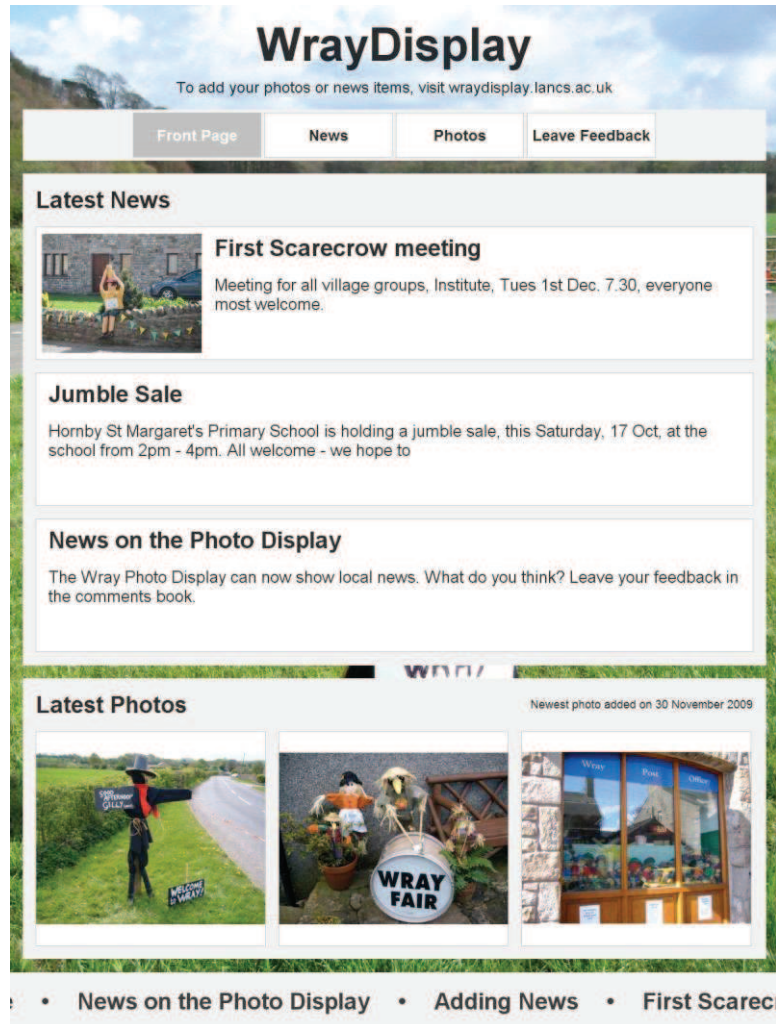 WrayDisplay
To add your photos or news items, visit wraydisplay.lancs.ac.uk
Front Page News Photos Leave Feedback
Latest News
First Scarecrow meeting
Meeting for all village groups, Institute, Tues 1st Dec. 7.30, everyone
most welcome.
Jumble Sale
Hornby St Margaret's Primary School is holding a jumble sale, this Saturday, 17 Oct, at the
school from 2pm - 4pm. All welcome - we hope to
News on the Photo Display
The Wray Photo Display can now show local news. What do you think? Leave your feedback in
the comments book.
Latest Photos
Newest photo added on 30 November 2009
GOOD
AFTERNOON
GILLY
WELCOME
to WRAY!
WRAY
FAIR
Wray Post Office
• News on the Photo Display • Adding News • First Scarec